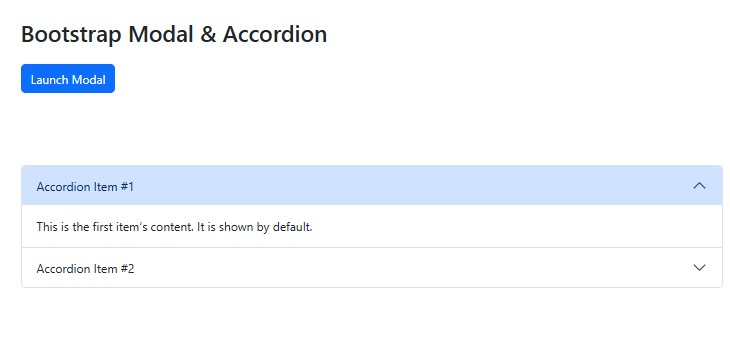 Bootstrap Modal & Accordion
Launch Modal
Accordion Item #1
This is the first item's content. It is shown by default.
Accordion Item #2